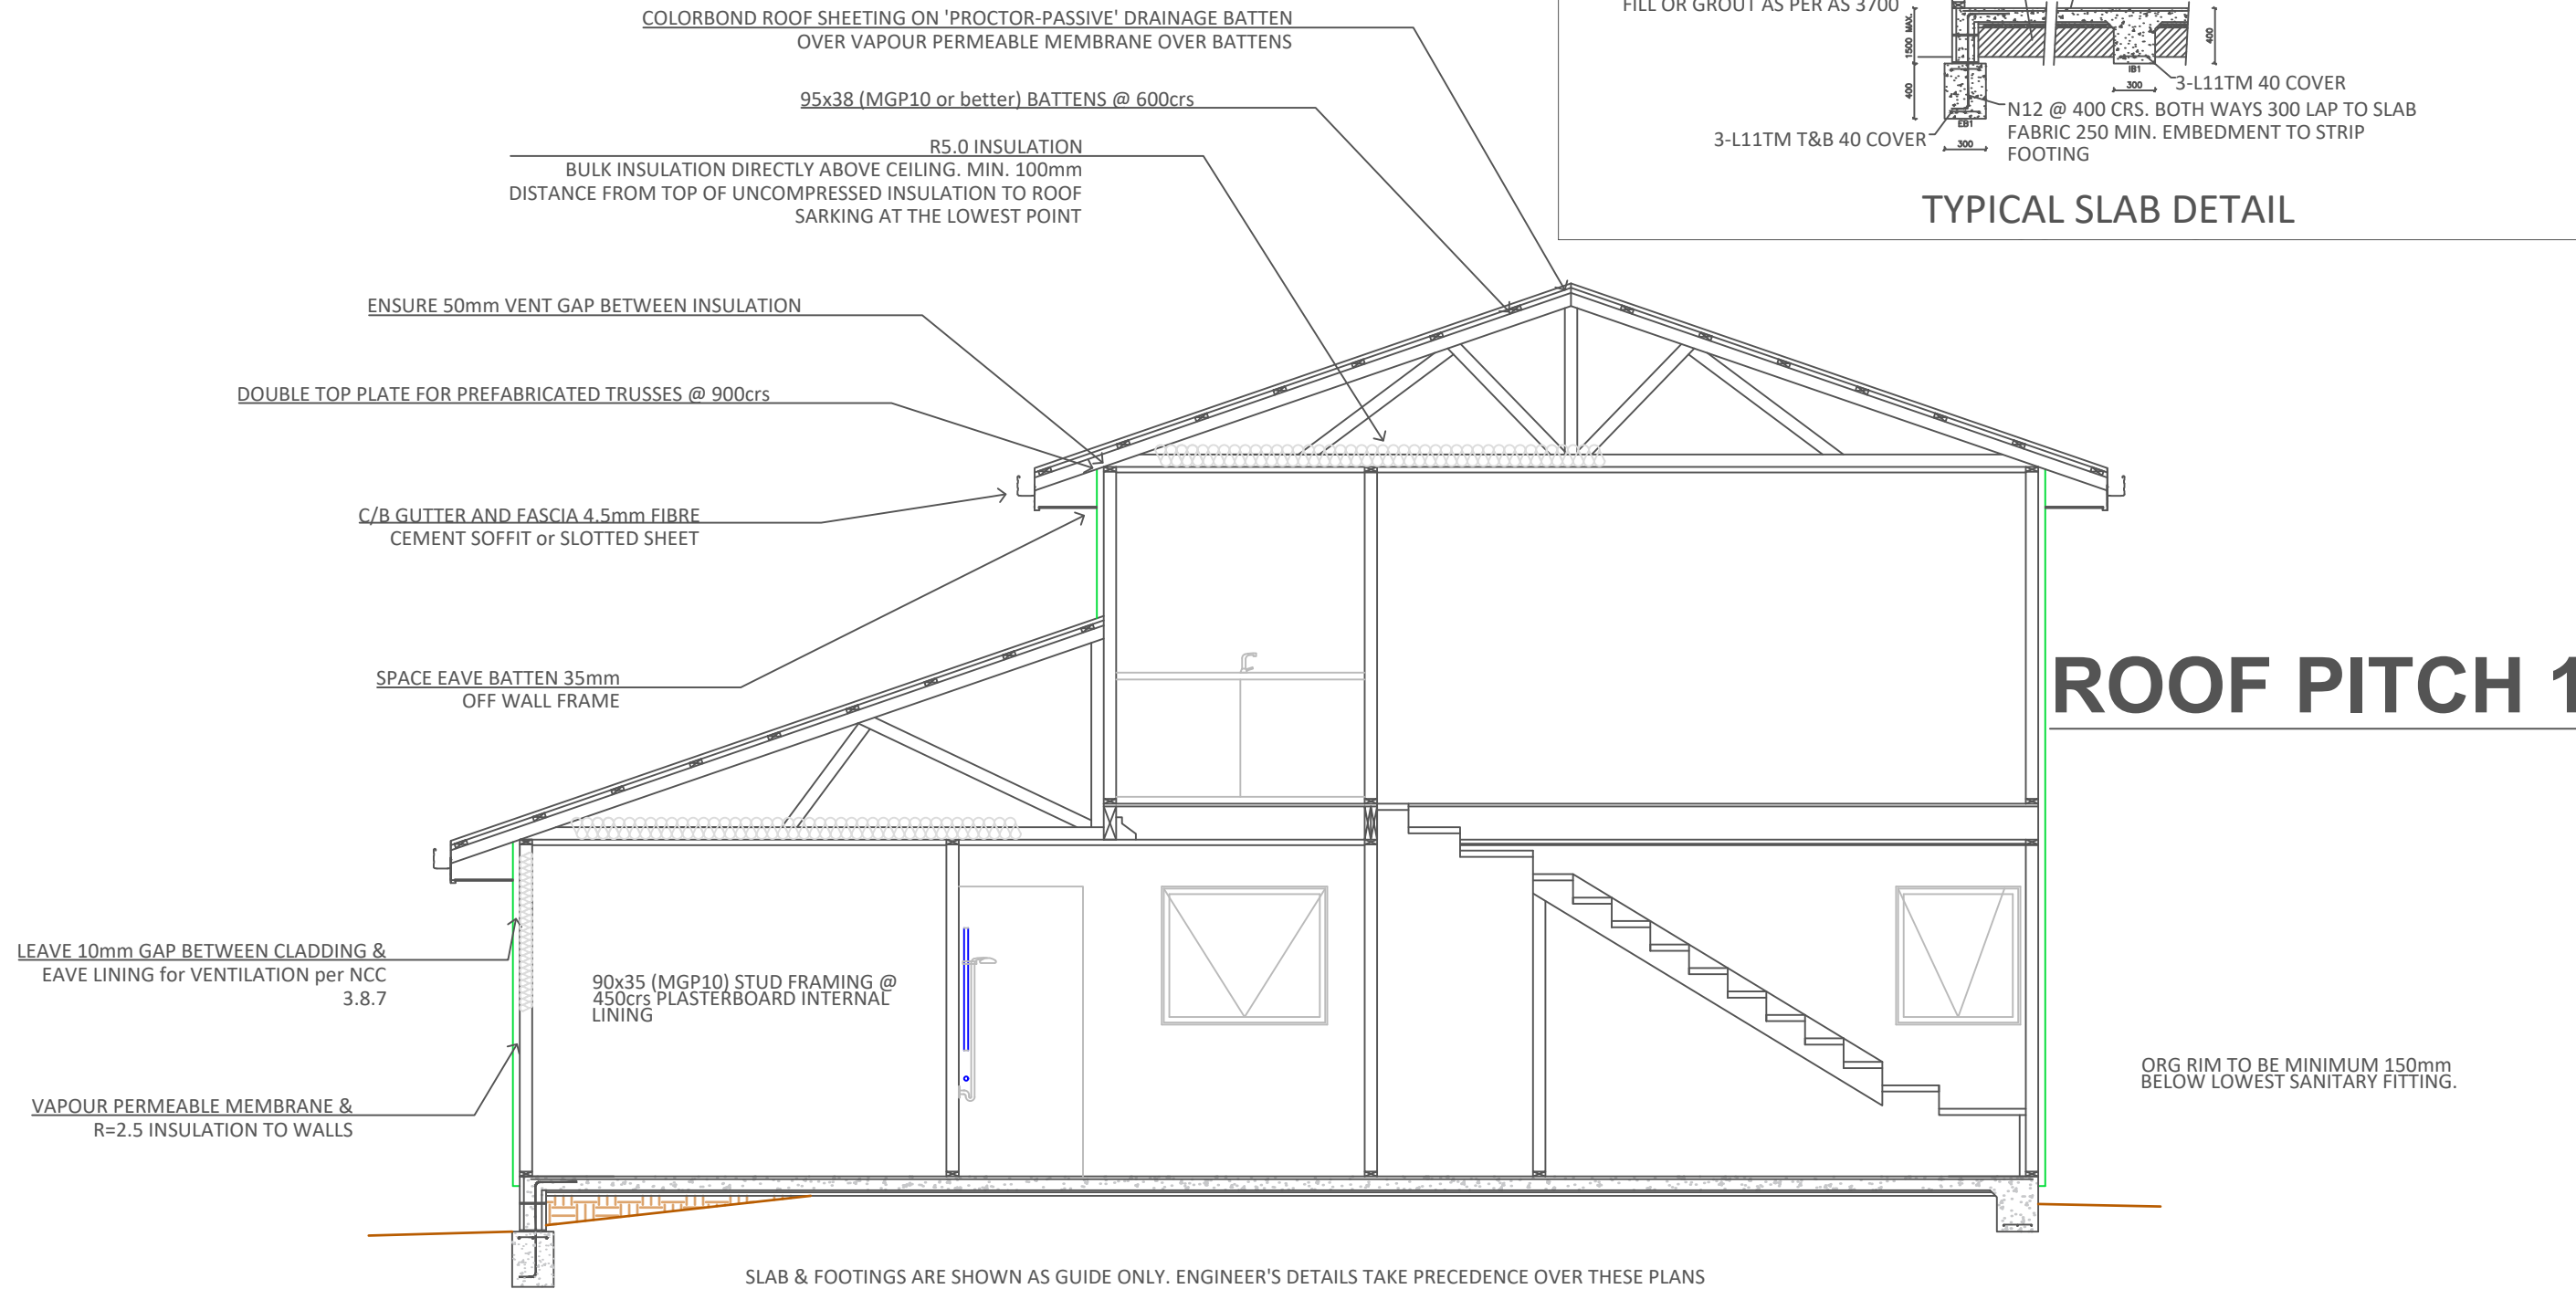 COLORBOND ROOF SHEETING ON 'PROCTOR-PASSIVE' DRAINAGE BATTEN
OVER VAPOUR PERMEABLE MEMBRANE OVER BATTENS
95x38 (MGP10 or better) BATTENS @ 600crs
R5.0 INSULATION
BULK INSULATION DIRECTLY ABOVE CEILING. MIN. 100mm
DISTANCE FROM TOP OF UNCOMPRESSED INSULATION TO ROOF
SARKING AT THE LOWEST POINT
ENSURE 50mm VENT GAP BETWEEN INSULATION
DOUBLE TOP PLATE FOR PREFABRICATED TRUSSES @ 900crs
C/B GUTTER AND FASCIA 4.5mm FIBRE
CEMENT SOFFIT or SLOTTED SHEET
SPACE EAVE BATTEN 35mm
OFF WALL FRAME
LEAVE 10mm GAP BETWEEN CLADDING &
EAVE LINING for VENTILATION per NCC
3.8.7
VAPOUR PERMEABLE MEMBRANE &
R=2.5 INSULATION TO WALLS
90x35 (MGP10) STUD FRAMING @
450crs PLASTERBOARD INTERNAL
LINING
FILL OR GROUT AS PER AS 3700
1500 MAX.
400
400
IB1
300
3-L11TM 40 COVER
N12 @ 400 CRS. BOTH WAYS 300 LAP TO SLAB
FABRIC 250 MIN. EMBEDMENT TO STRIP
FOOTING
EB1
3-L11TM T&B 40 COVER
300
TYPICAL SLAB DETAIL
ROOF PITCH 1
ORG RIM TO BE MINIMUM 150mm
BELOW LOWEST SANITARY FITTING.
SLAB & FOOTINGS ARE SHOWN AS GUIDE ONLY. ENGINEER'S DETAILS TAKE PRECEDENCE OVER THESE PLANS